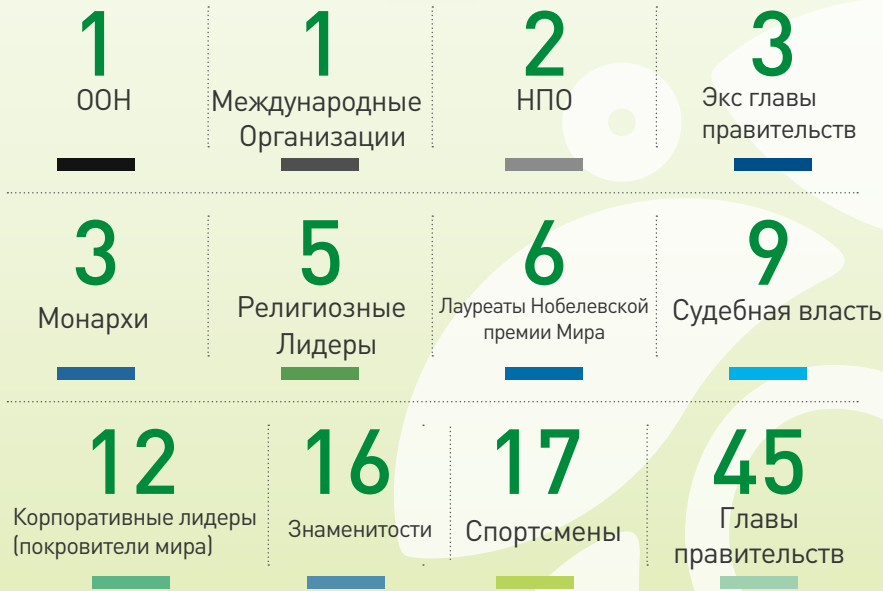 1
ООН
1
Международные
Организации
2
НПО
3
Экс главы
правительств
3
Монархи
5
Религиозные
Лидеры
6
Лауреаты Нобелевской
премии Мира
9
Судебная власть
12
Корпоративные лидеры
(покровители мира)
16
Знаменитости
17
Спортсмены
45
Главы
правительств